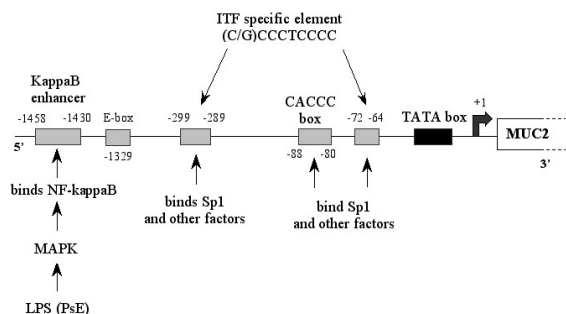 ITF specific element
(C/G)CCCTCCCC
KappaB
enhancer
-1458 -1430
E-box
-1329
-299 -289
CACCC
box
-88 -80
-72 -64
TATA box
+1
MUC2
5'
3'
binds NF-kappaB
binds Sp1
and other factors
bind Sp1
and other factors
MAPK
LPS (PsE)